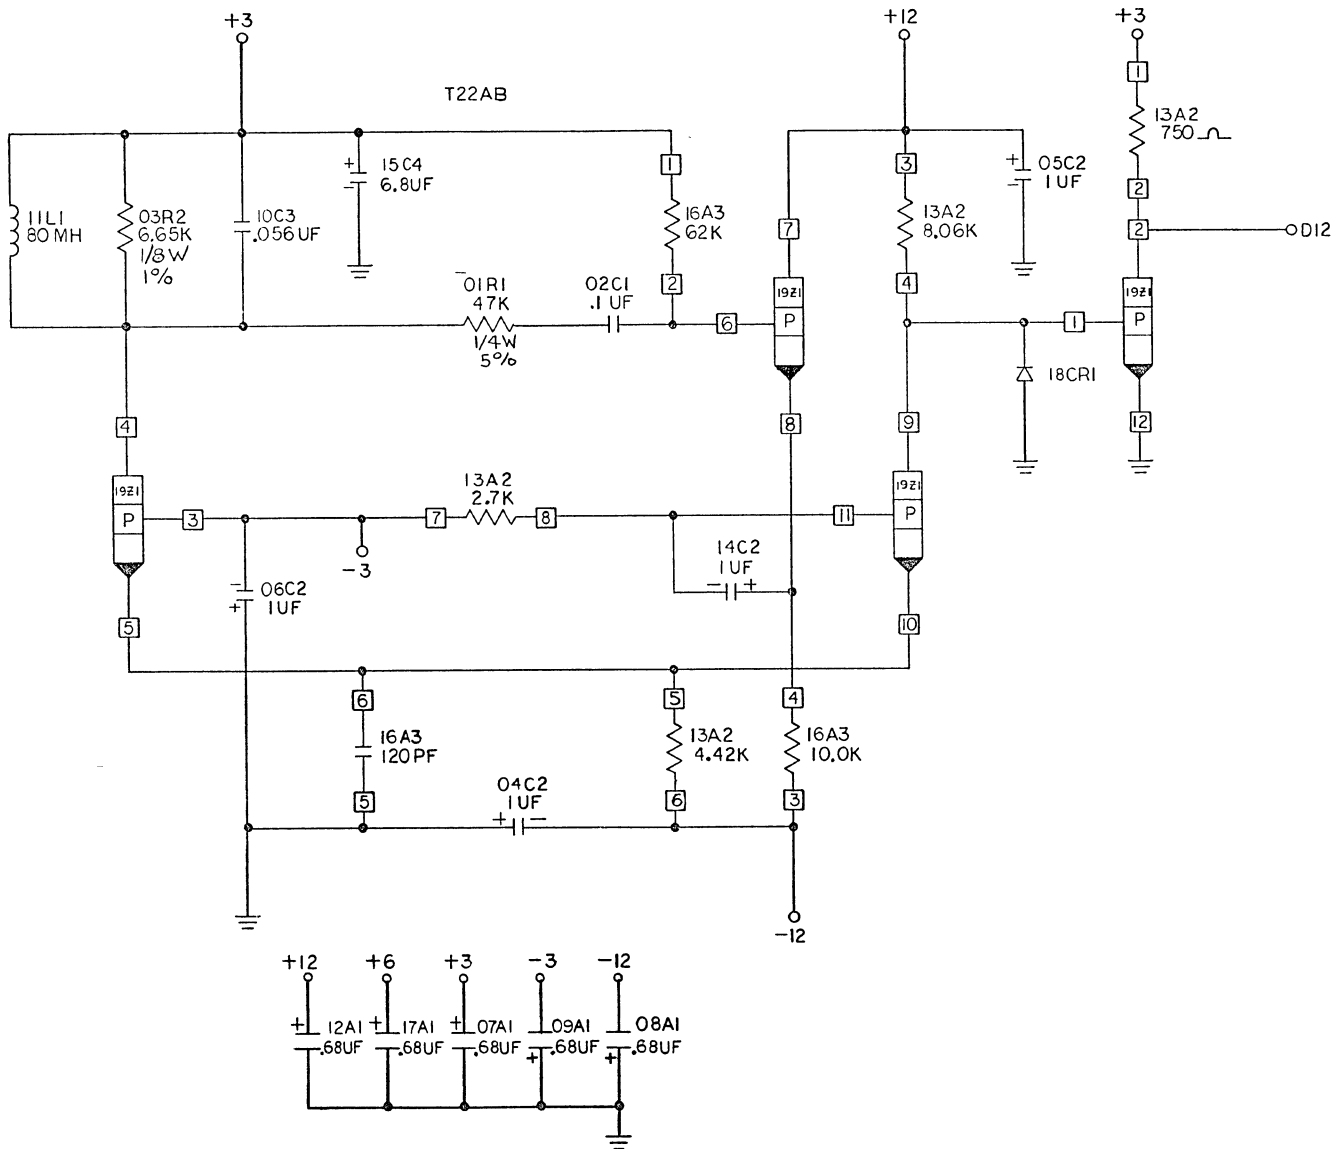 +3
+12
+3
T22AB
1
13A2
750
2
2
D12
11L1
80MH
03R2
6.65K
1/8W
1%
10C3
.056UF
+
-
15C4
6.8UF
1
16A3
62K
2
7
3
13A2
8.06K
4
+
-
05C2
1UF
01R1
47K
1/4W
5%
02C1
.1UF
6
19Z1
P
8
1
19Z1
P
12
18CR1
4
19Z1
P
3
5
-
+
06C2
1UF
-3
7
13A2
2.7K
8
14C2
1UF
-
+
11
9
19Z1
P
10
6
16A3
120PF
5
04C2
1UF
+
-
5
13A2
4.42K
6
4
16A3
10.0K
3
-12
+12
+6
+3
-3
-12
+
12A1
.68UF
+
17A1
.68UF
+
07A1
.68UF
09A1
+
.68UF
08A1
+
.68UF